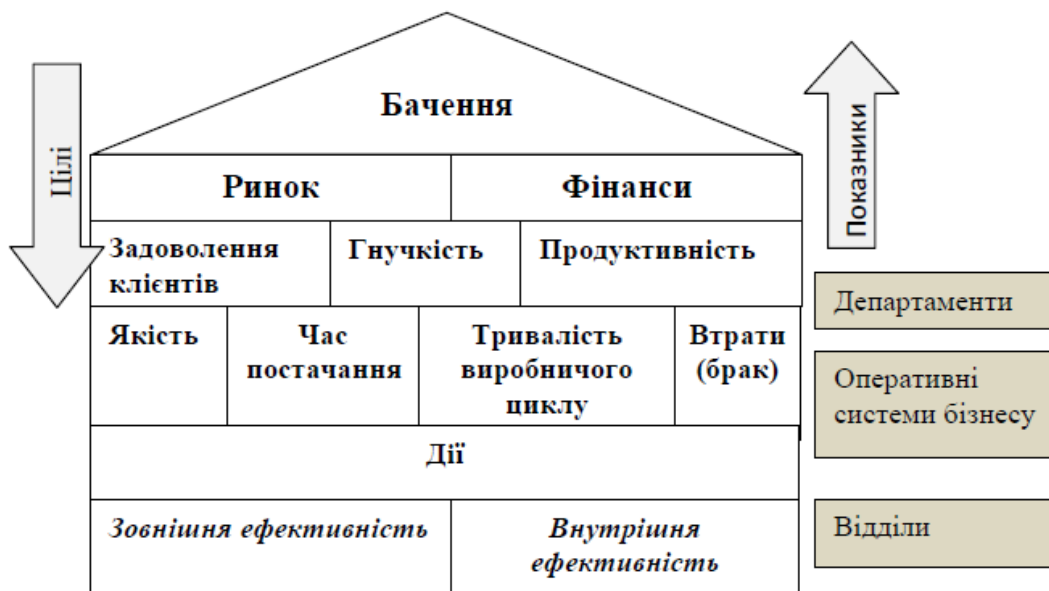 Бачення
Цілі
Показники
Ринок
Фінанси
Задоволення
клієнтів
Гнучкість
Продуктивність
Департаменти
Якість
Час
постачання
Тривалість
виробничого
циклу
Втрати
(брак)
Оперативні
системи бізнесу
Дії
Зовнішня ефективність
Внутрішня
ефективність
Відділи